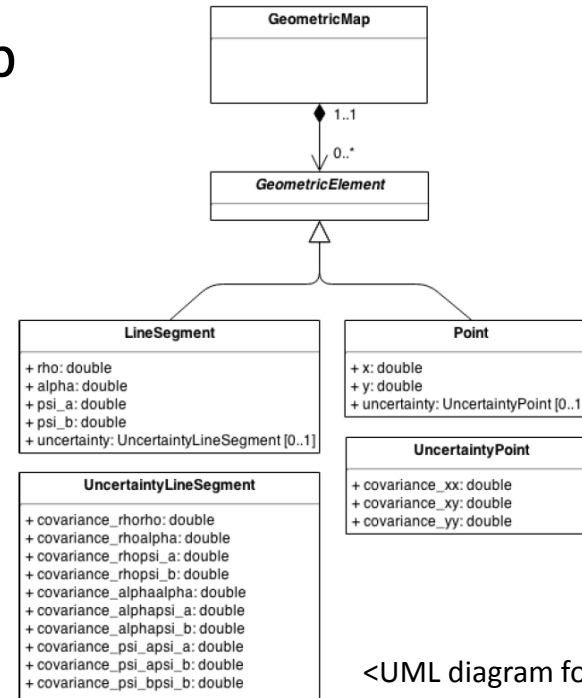 GeometricMap
1..1
0..*
GeometricElement
LineSegment
+ rho: double
+ alpha: double
+ psi_a: double
+ psi_b: double
+ uncertainty: UncertaintyLineSegment [0..1]
Point
+ x: double
+ y: double
+ uncertainty: UncertaintyPoint [0..1
UncertaintyPoint
+ covariance_xx: double
+ covariance_xy: double
+ covariance_yy: double
UncertaintyLineSegment
+ covariance_rhorho: double
+ covariance_rhoalpha: double
+ covariance_rhopsi_a: double
+ covariance_rhopsi_b: double
+ covariance_alphaalpha: double
+ covariance_alphapsi_a: double
+ covariance_alphapsi_b: double
+ covariance_psi_apsi_a: double
+ covariance_psi_apsi_b: double
+ covariance_psi_bpsi_b: double
<UML diagram fo